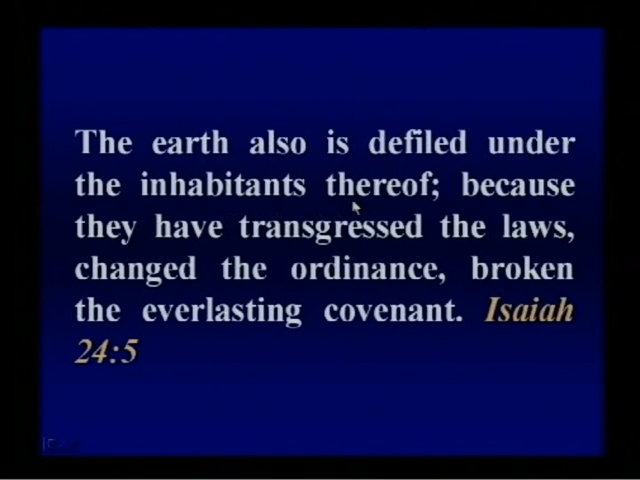 The earth also is defiled under
the inhabitants thereof; because
they have transgressed the laws,
changed the ordinance, broken
the everlasting covenant. Isaiah
24:5